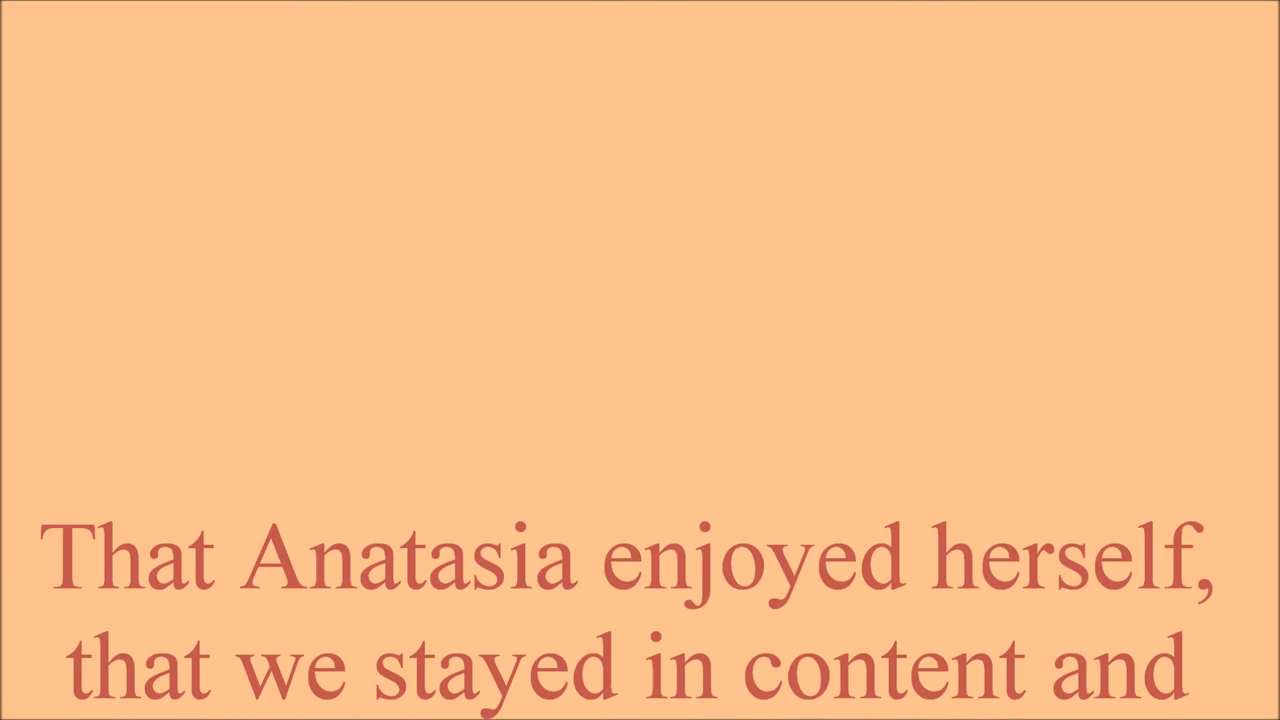 That Anatasia enjoyed herself,
that we stayed in content and